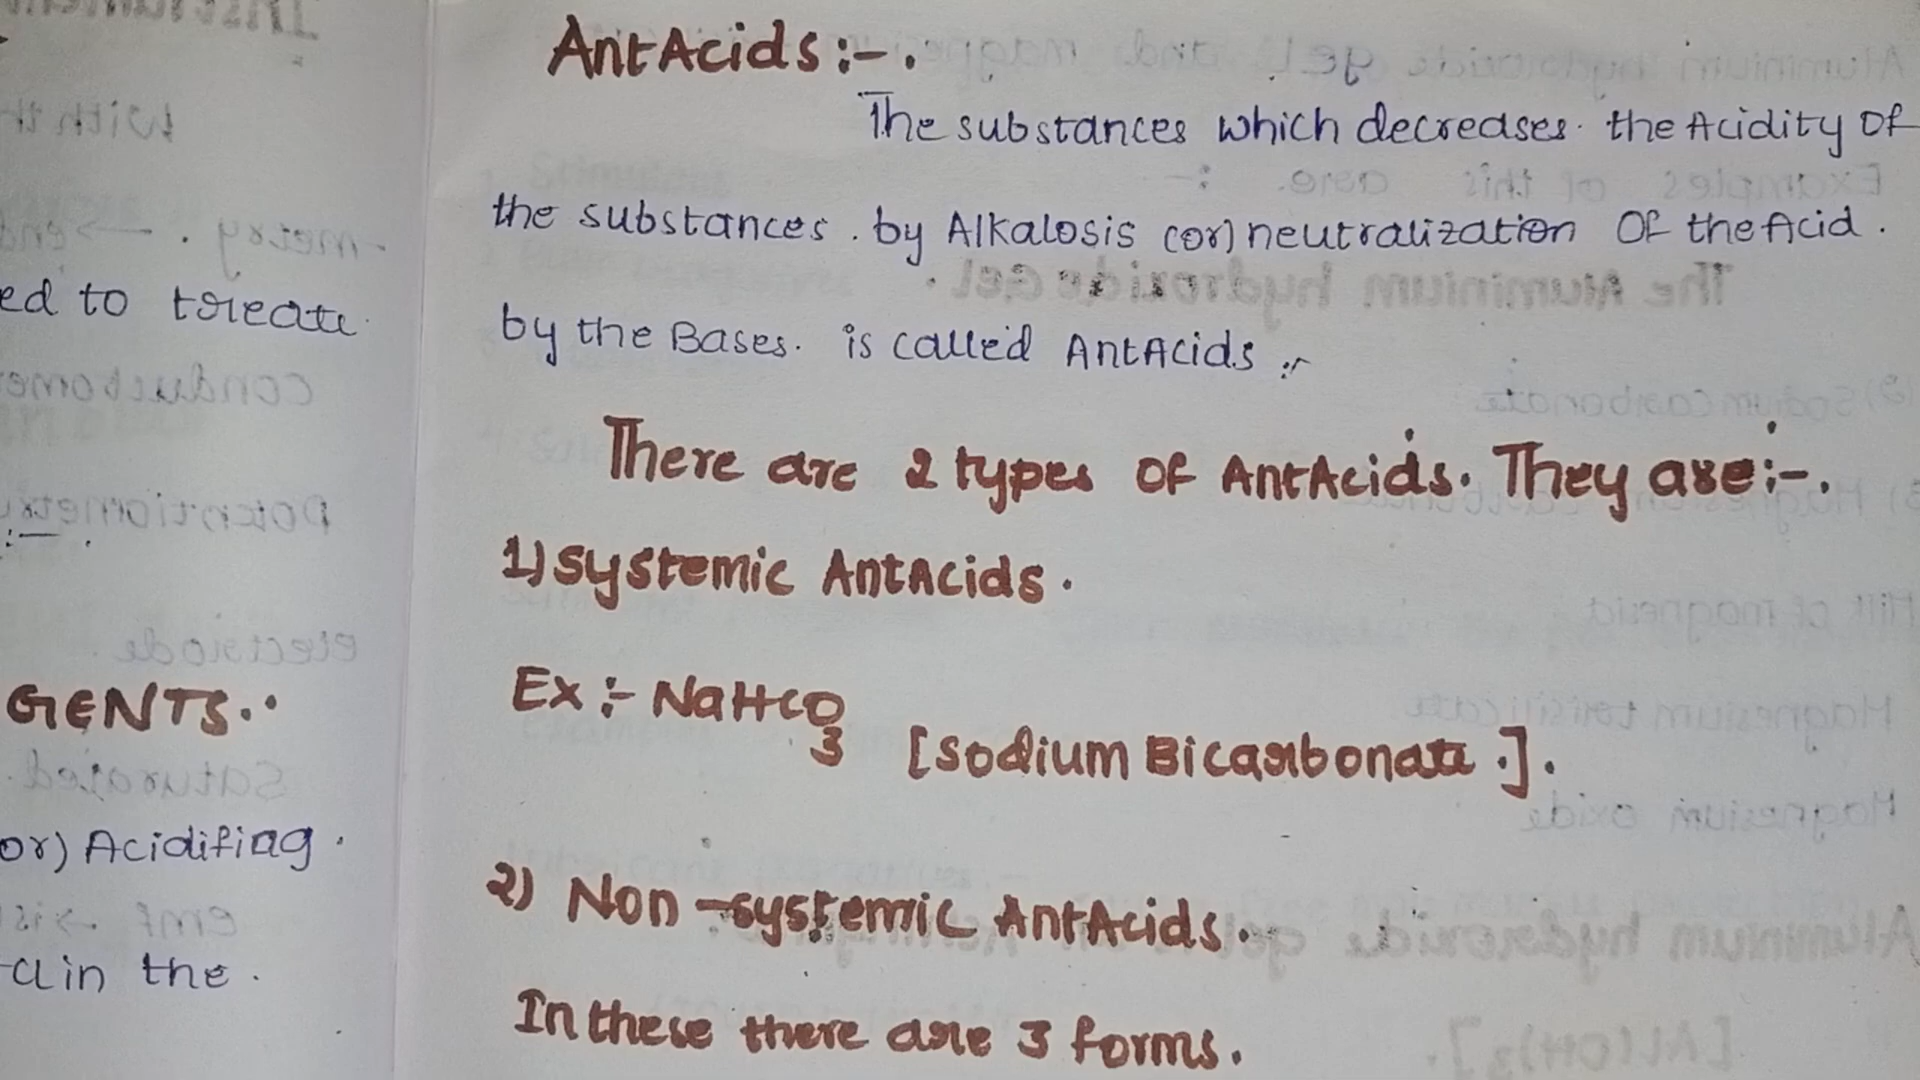 AntAcids:-.
The substances which decreases. the Acidity Of
the substances. by Alkalosis (or) neutralization Of the Acid.
by the Bases. is called AntAcids :-
There are 2 types Of AntAcids. They are:-.
1) Systemic AntAcids.
Ex :- NaHCO3 [Sodium Bicarbonate.].
2) Non-systemic AntAcids.
In these there are 3 forms.
ed to treate.
GENTS..
or) Acidifiag.
in the.